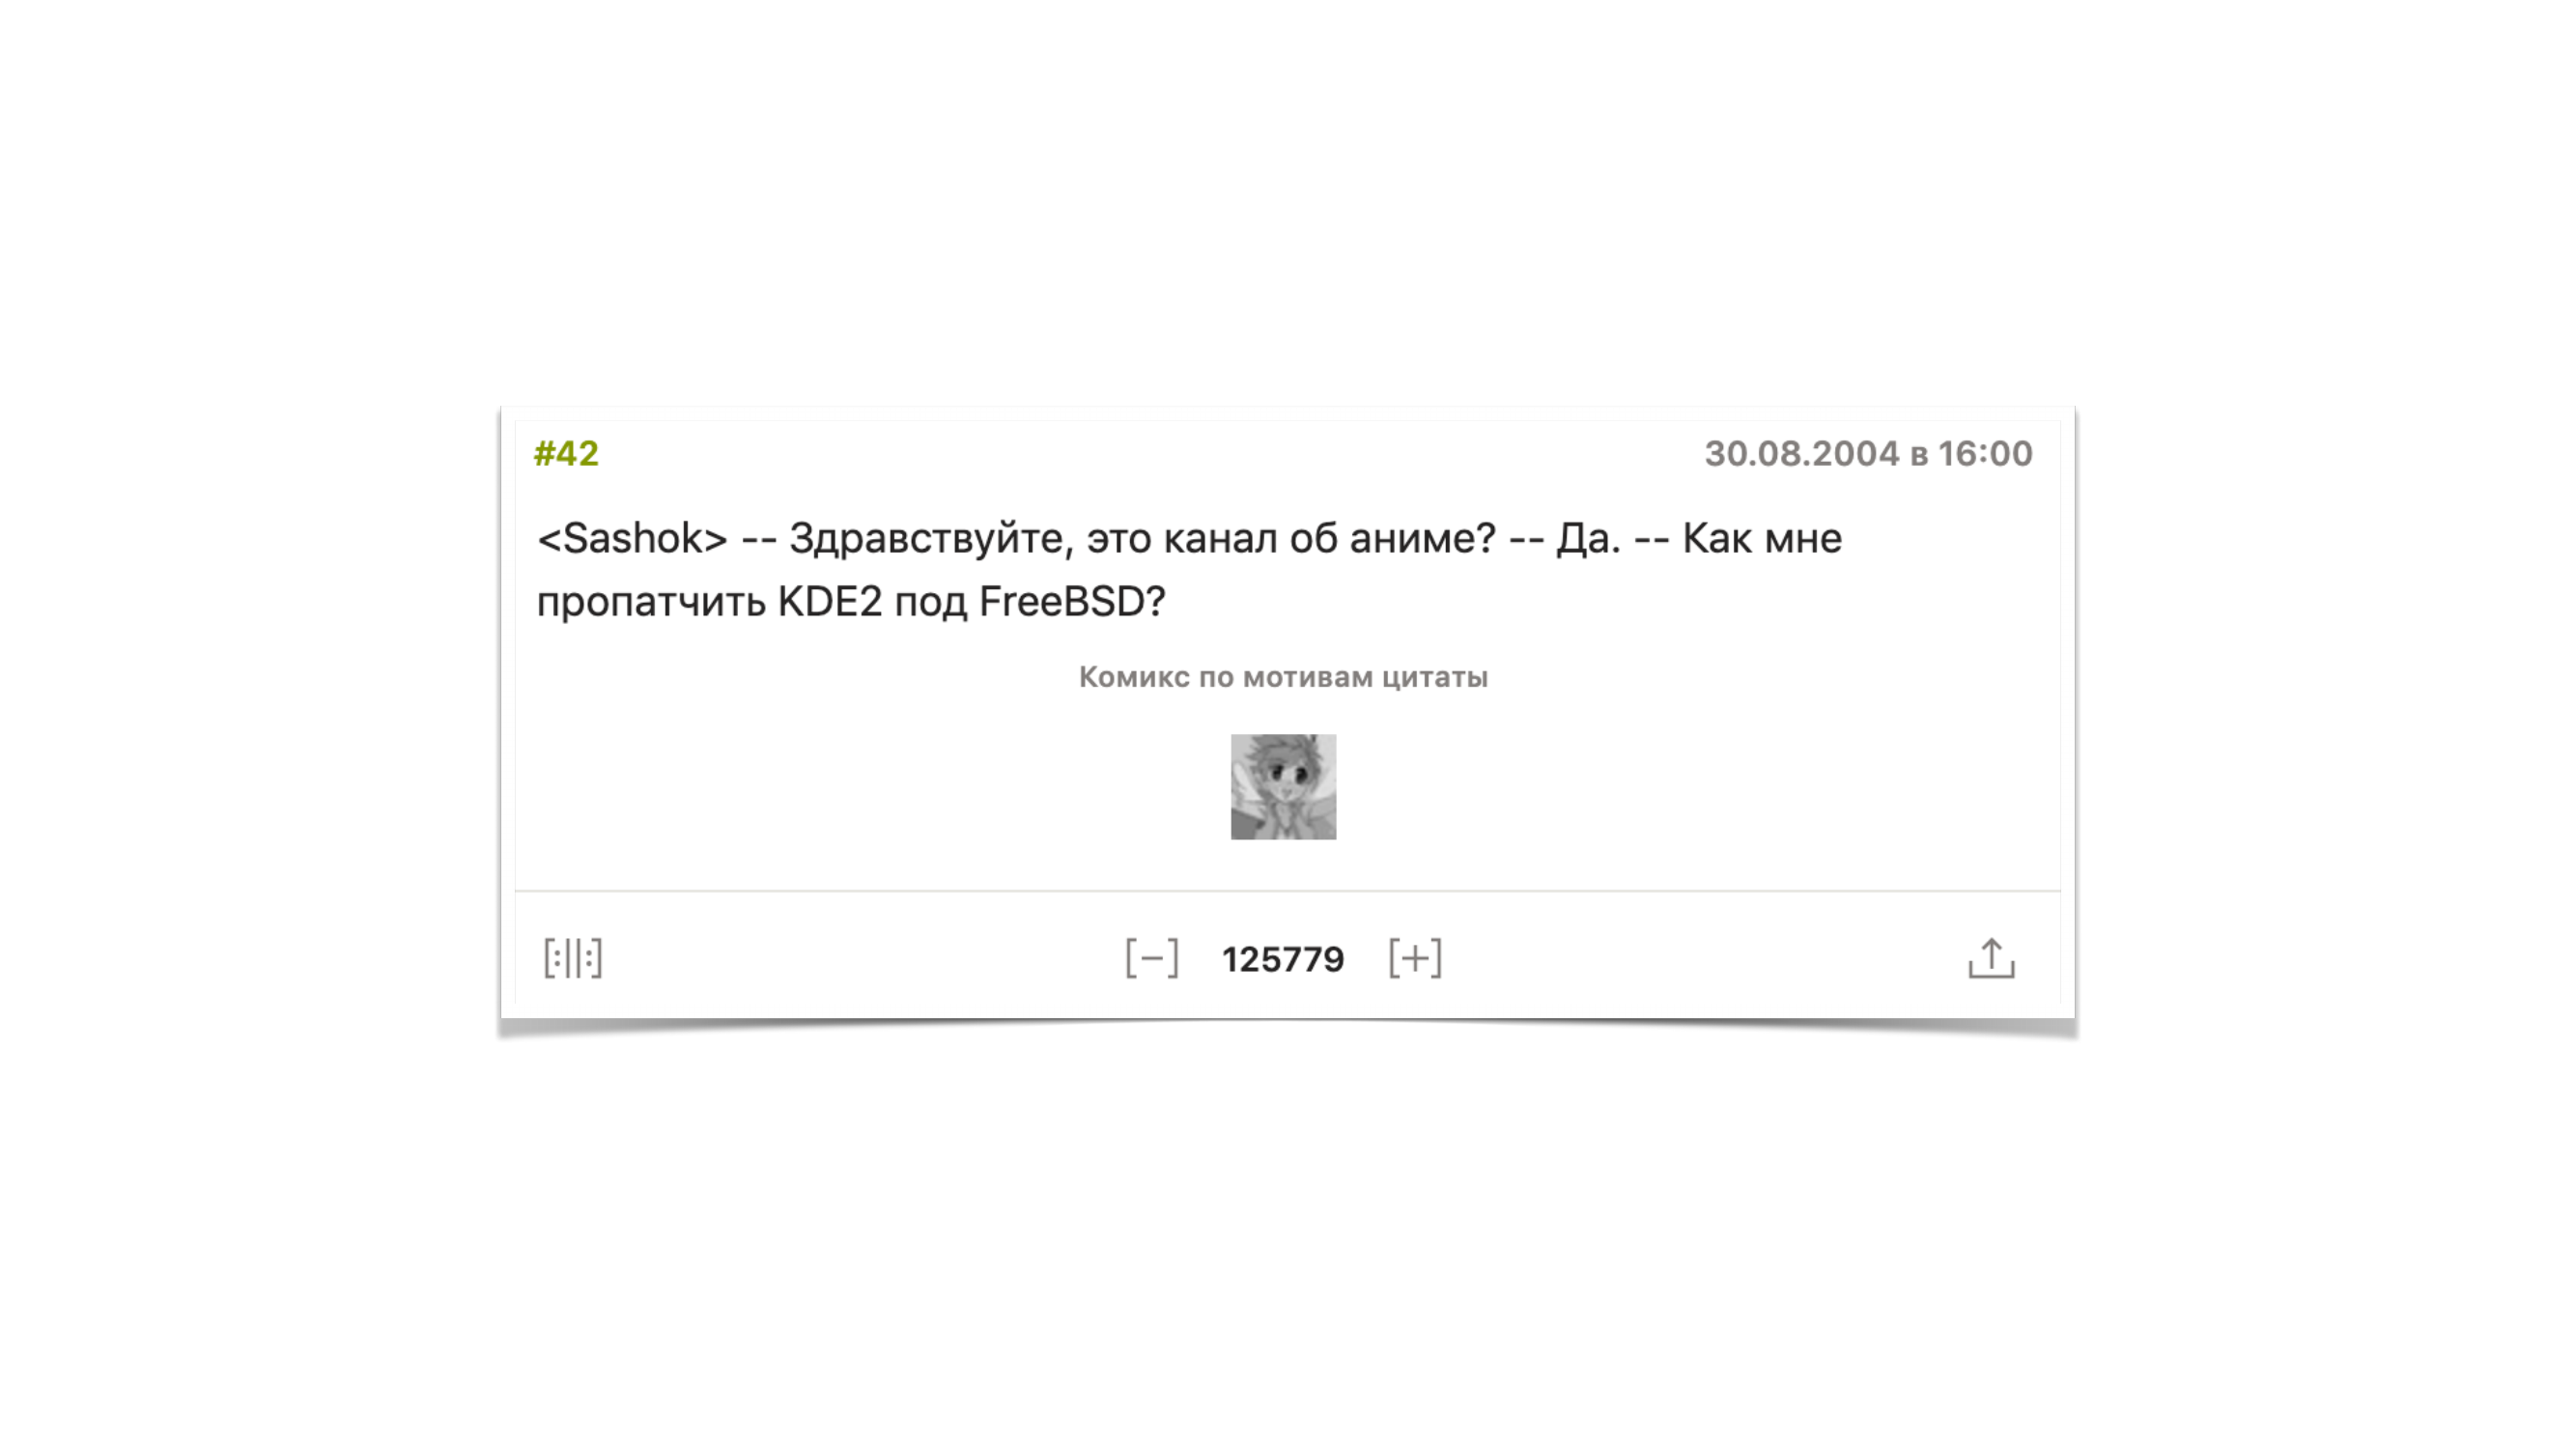 #42
30.08.2004 в 16:00
<Sashok> -- Здравствуйте, это канал об аниме? -- Да. -- Как мне
пропатчить KDE2 под FreeBSD?
Комикс по мотивам цитаты
[:||:]
[−] 125779 [+]